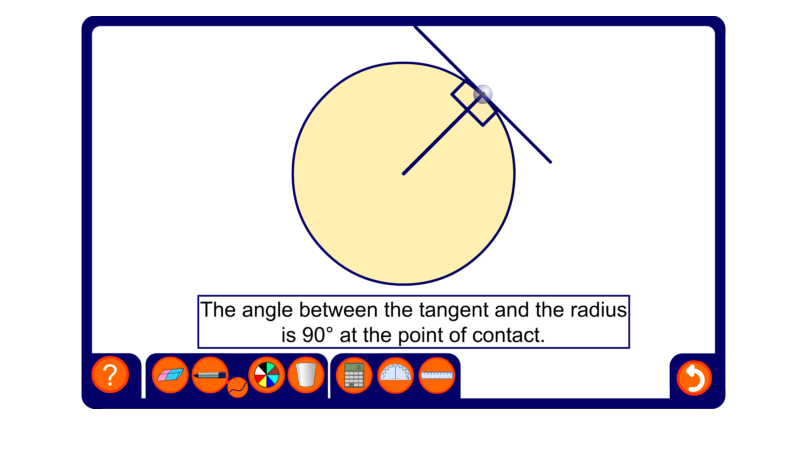 The angle between the tangent and the radius
is 90° at the point of contact.
?